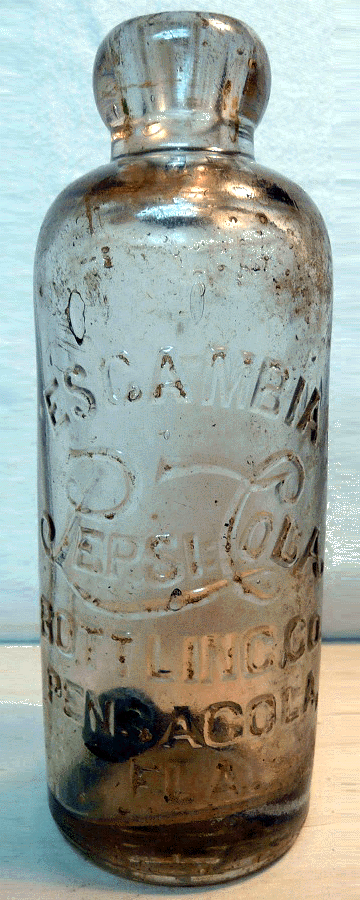 ESCAMBIA
PEPSI:COLA
BOTTLING.CO
PENSACOLA
FLA.